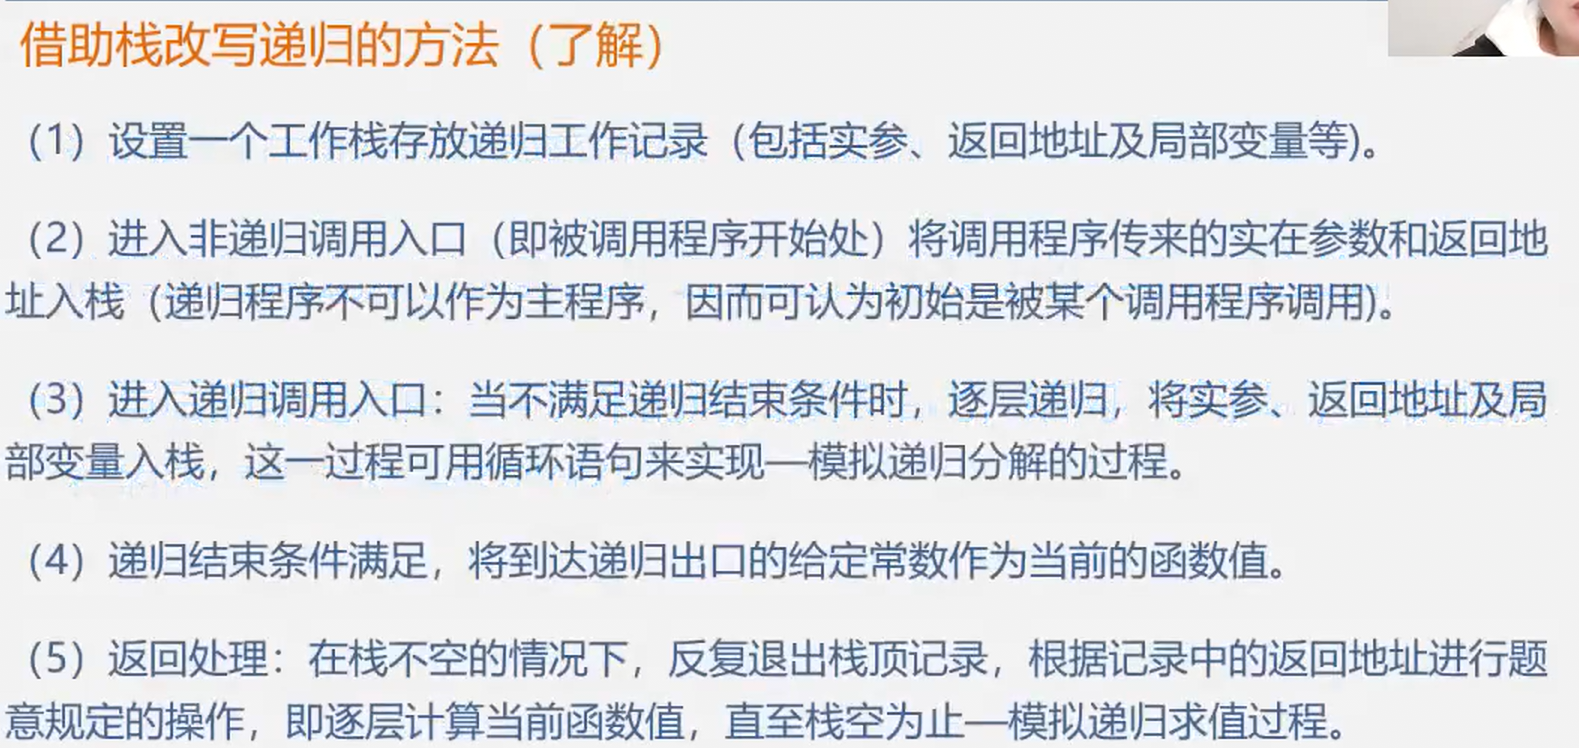 借助栈改写递归的方法（了解）
（1）设置一个工作栈存放递归工作记录（包括实参、返回地址及局部变量等)。
（2）进入非递归调用入口（即被调用程序开始处）将调用程序传来的实在参数和返回地
址入栈（递归程序不可以作为主程序，因而可认为初始是被某个调用程序调用)。
（3）进入递归调用入口：当不满足递归结束条件时，逐层递归，将实参、返回地址及局
部变量入栈，这一过程可用循环语句来实现—模拟递归分解的过程。
（4）递归结束条件满足，将到达递归出口的给定常数作为当前的函数值。
（5）返回处理：在栈不空的情况下，反复退出栈顶记录，根据记录中的返回地址进行题
意规定的操作，即逐层计算当前函数值，直至栈空为止—模拟递归求值过程。